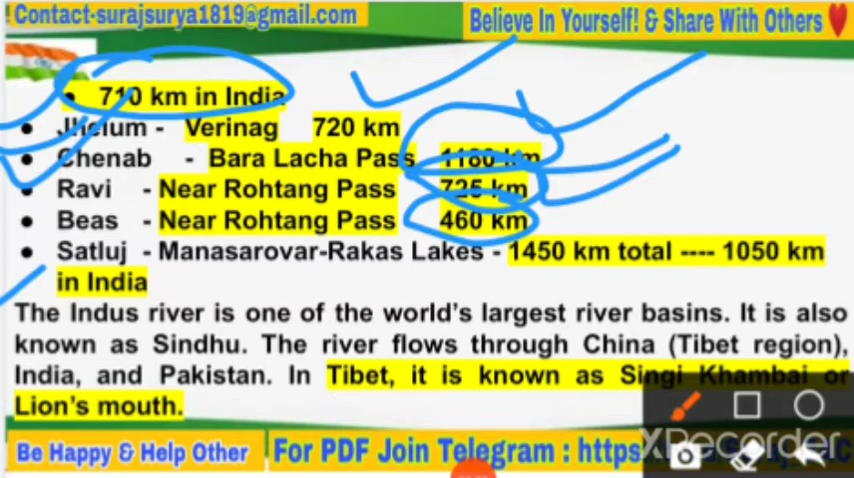 Contact-surajsurya1819@gmail.com
Believe In Yourself! & Share With Others
• 710 km in India
• Jhelum - Verinag 720 km
• Chenab - Bara Lacha Pass 1180 km
• Ravi - Near Rohtang Pass 725 km
• Beas - Near Rohtang Pass 460 km
• Satluj - Manasarovar-Rakas Lakes - 1450 km total ---- 1050 km
in India
The Indus river is one of the world's largest river basins. It is also
known as Sindhu. The river flows through China (Tibet region),
India, and Pakistan. In Tibet, it is known as Singi Khambai or
Lion's mouth.
Be Happy & Help Other
For PDF Join Telegram : https
XRecorder